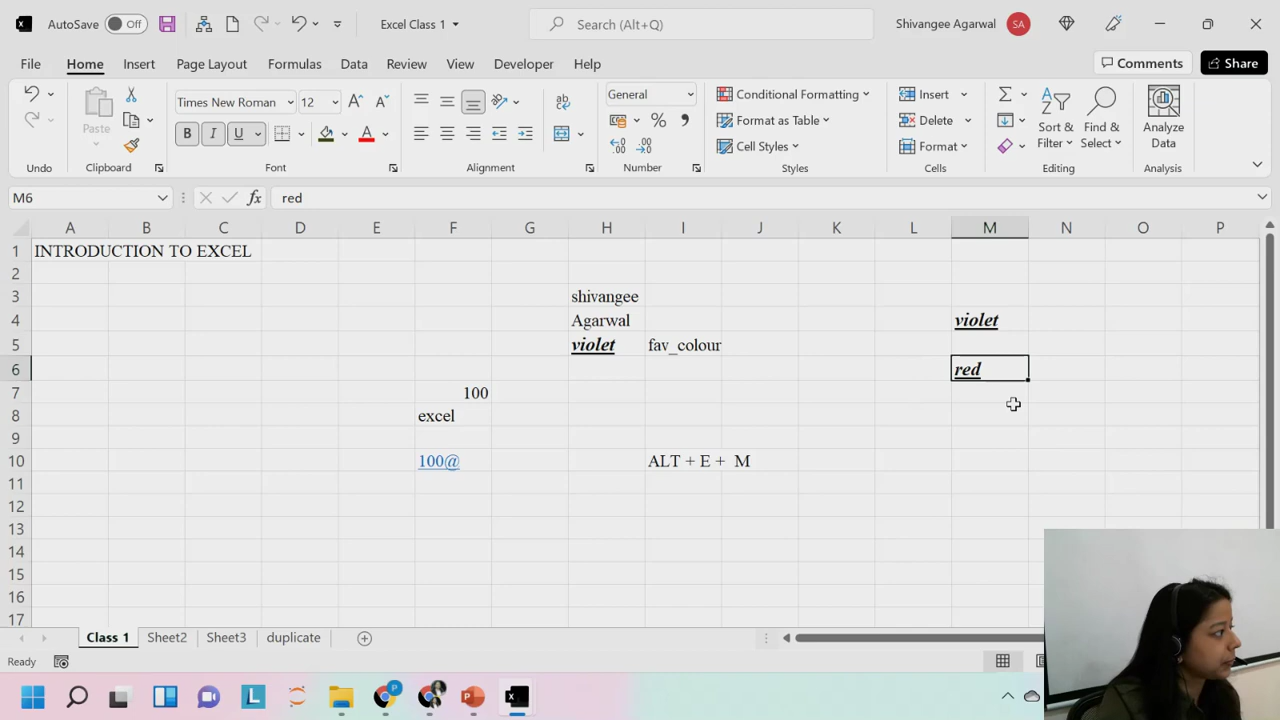 AutoSave Off Excel Class 1 Search (Alt+Q) Shivangee Agarwal SA
File Home Insert Page Layout Formulas Data Review View Developer Help Comments Share
Times New Roman 12 General Conditional Formatting Insert
Paste Format as Table Delete Sort & Find & Analyze
B I U A % , Cell Styles Format Filter Select Data
Undo Clipboard Font Alignment Number Styles Cells Editing Analysis
M6 fx red
A B C D E F G H I J K L M N O P
1 INTRODUCTION TO EXCEL
2
3 shivangee
4 Agarwal violet
5 violet fav_colour
6 red
7 100
8 excel
9
10 100@ ALT + E + M
11
12
13
14
15
16
17
Class 1 Sheet2 Sheet3 duplicate
Ready